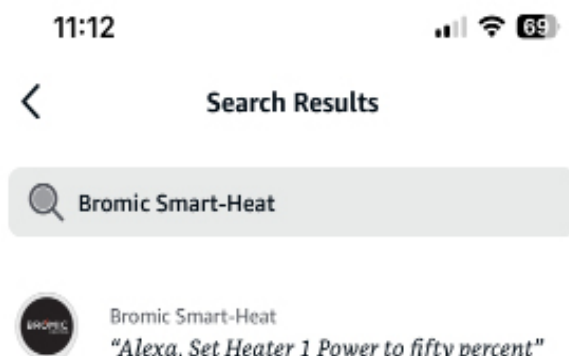 11:12
69
Search Results
Bromic Smart-Heat
BROMIC
Bromic Smart-Heat
“Alexa, Set Heater 1 Power to fifty percent”